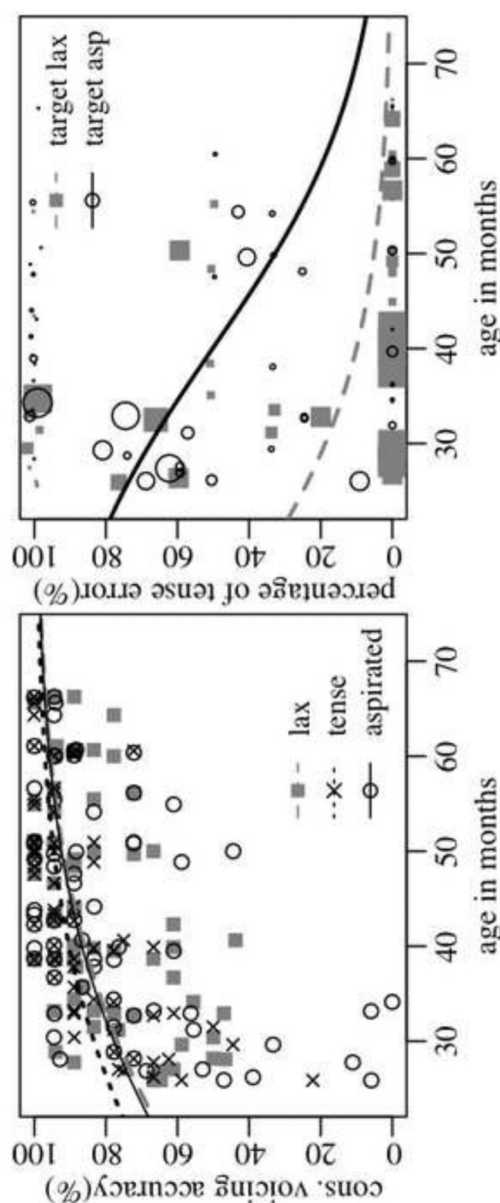 cons. voicing accuracy(%)
100
80
60
40
20
0
lax
tense
aspirated
30
40
50
60
70
age in months
percentage of tense error(%)
100
80
60
40
20
0
target lax
target asp
30
40
50
60
70
age in months